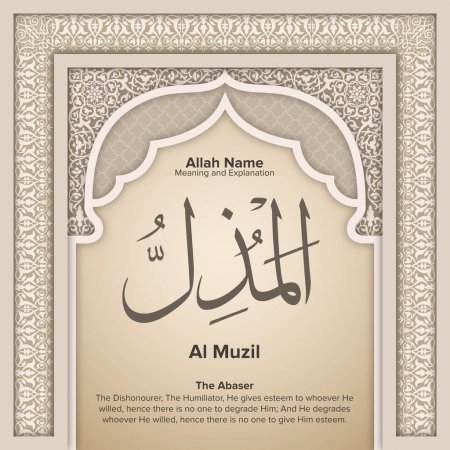 Allah Name
Meaning and Explanation
الْمُذِلُّ
Al Muzil
The Abaser
The Dishonourer, The Humiliator, He gives esteem to whoever He
willed, hence there is no one to degrade Him; And He degrades
whoever He willed, hence there is no one to give Him esteem.